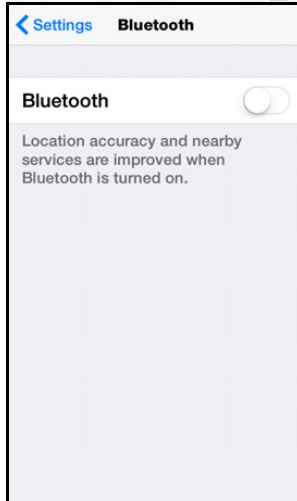 Settings Bluetooth
Bluetooth
Location accuracy and nearby
services are improved when
Bluetooth is turned on.